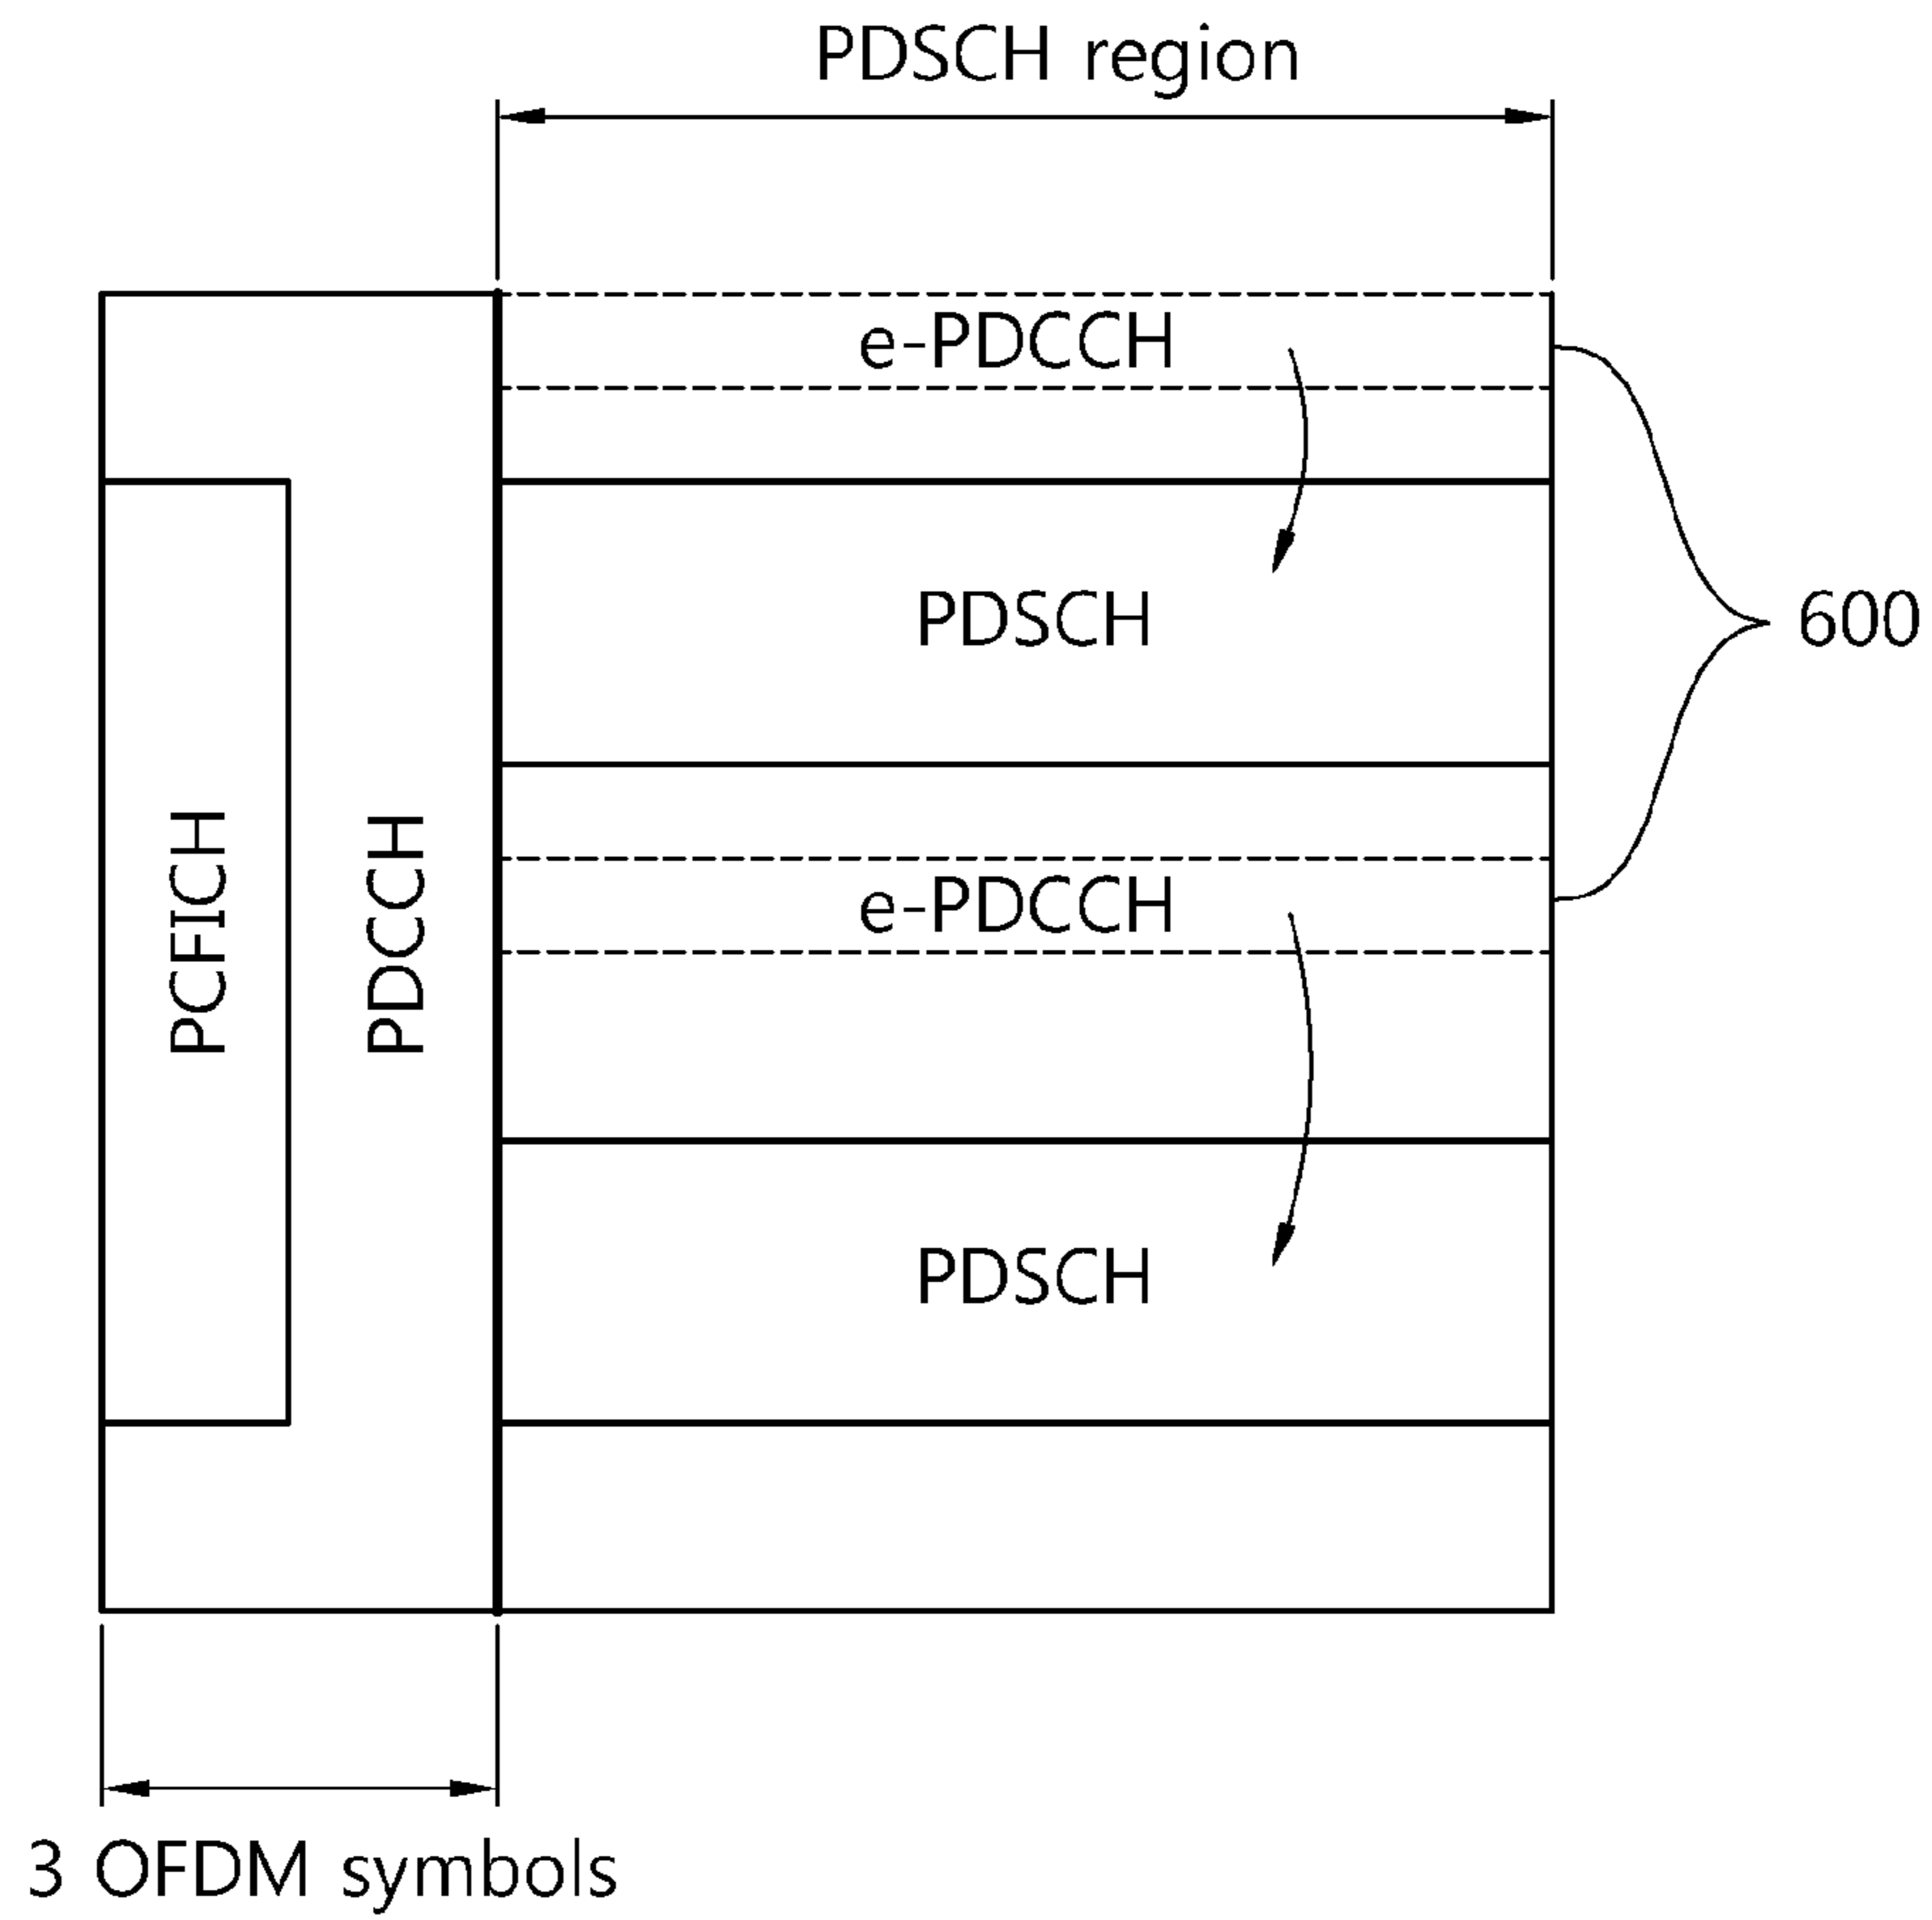 PDSCH region
e-PDCCH
PDSCH
600
PCFICH
PDCCH
e-PDCCH
PDSCH
3 OFDM symbols